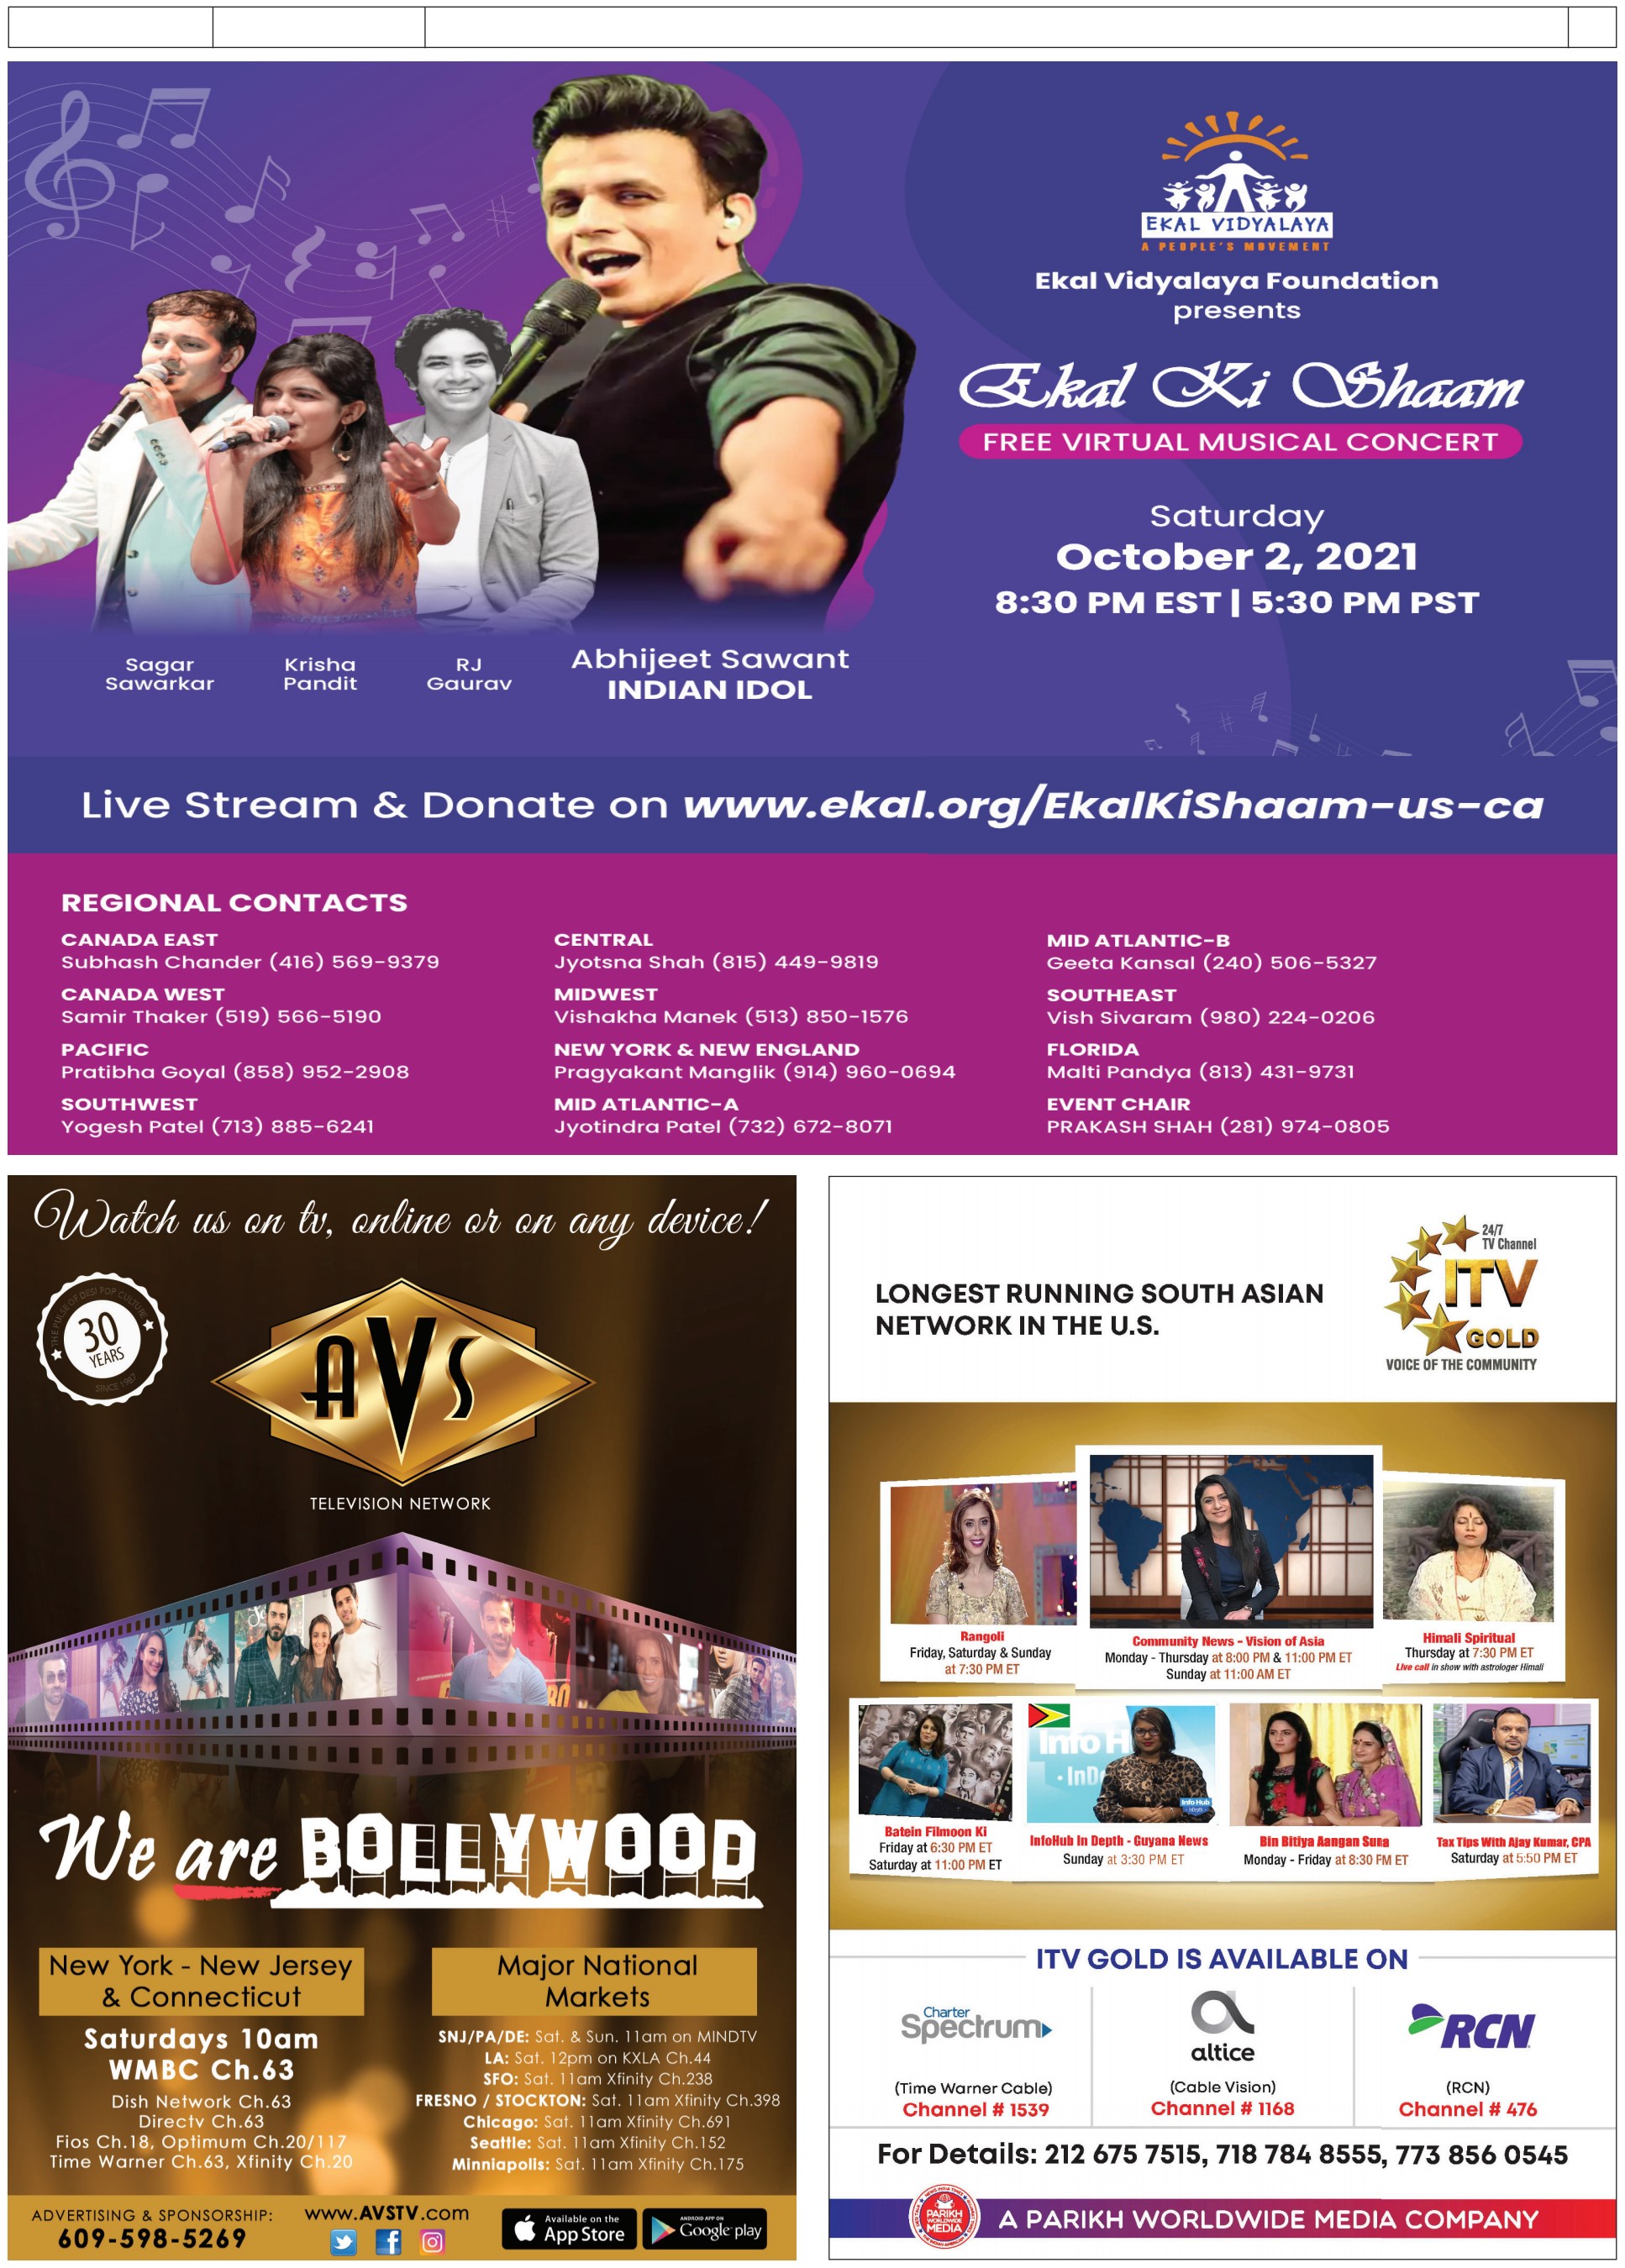 EKAL VIDYALAYA
A PEOPLE'S MOVEMENT
Ekal Vidyalaya Foundation
presents
Ekal Ki Shaam
FREE VIRTUAL MUSICAL CONCERT
Saturday
October 2, 2021
8:30 PM EST | 5:30 PM PST
Sagar
Sawarkar
Krisha
Pandit
RJ
Gaurav
Abhijeet Sawant
INDIAN IDOL
Live Stream & Donate on www.ekal.org/EkalKiShaam-us-ca
REGIONAL CONTACTS
CANADA EAST
Subhash Chander (416) 569-9379
CANADA WEST
Samir Thaker (519) 566-5190
PACIFIC
Pratibha Goyal (858) 952-2908
SOUTHWEST
Yogesh Patel (713) 885-6241
CENTRAL
Jyotsna Shah (815) 449-9819
MIDWEST
Vishakha Manek (513) 850-1576
NEW YORK & NEW ENGLAND
Pragyakant Manglik (914) 960-0694
MID ATLANTIC-A
Jyotindra Patel (732) 672-8071
MID ATLANTIC-B
Geeta Kansal (240) 506-5327
SOUTHEAST
Vish Sivaram (980) 224-0206
FLORIDA
Malti Pandya (813) 431-9731
EVENT CHAIR
PRAKASH SHAH (281) 974-0805
Watch us on tv, online or on any device!
THE PULSE OF DESI POP CULTURE
30
YEARS
SINCE 1987
AVS
TELEVISION NETWORK
We are BOLLYWOOD
New York - New Jersey
& Connecticut
Saturdays 10am
WMBC Ch.63
Dish Network Ch.63
Directv Ch.63
Fios Ch.18, Optimum Ch.20/117
Time Warner Ch.63, Xfinity Ch.20
Major National
Markets
SNJ/PA/DE: Sat. & Sun. 11am on MINDTV
LA: Sat. 12pm on KXLA Ch.44
SFO: Sat. 11am Xfinity Ch.238
FRESNO / STOCKTON: Sat. 11am Xfinity Ch.398
Chicago: Sat. 11am Xfinity Ch.691
Seattle: Sat. 11am Xfinity Ch.152
Minniapolis: Sat. 11am Xfinity Ch.175
ADVERTISING & SPONSORSHIP:
609-598-5269
www.AVSTV.com
Available on the
App Store
ANDROID APP ON
Google play
LONGEST RUNNING SOUTH ASIAN
NETWORK IN THE U.S.
24/7
TV Channel
ITV
GOLD
VOICE OF THE COMMUNITY
Rangoli
Friday, Saturday & Sunday
at 7:30 PM ET
Community News - Vision of Asia
Monday - Thursday at 8:00 PM & 11:00 PM ET
Sunday at 11:00 AM ET
Himali Spiritual
Thursday at 7:30 PM ET
Live call in show with astrologer Himali
Batein Filmoon Ki
Friday at 6:30 PM ET
Saturday at 11:00 PM ET
Info H
InD
Info Hub
InfoHub In Depth - Guyana News
Sunday at 3:30 PM ET
Bin Bitiya Aangan Suna
Monday - Friday at 8:30 PM ET
Tax Tips With Ajay Kumar, CPA
Saturday at 5:50 PM ET
ITV GOLD IS AVAILABLE ON
Charter
Spectrum
(Time Warner Cable)
Channel # 1539
altice
(Cable Vision)
Channel # 1168
RCN
(RCN)
Channel # 476
For Details: 212 675 7515, 718 784 8555, 773 856 0545
PARIKH
WORLDWIDE
MEDIA
A PARIKH WORLDWIDE MEDIA COMPANY